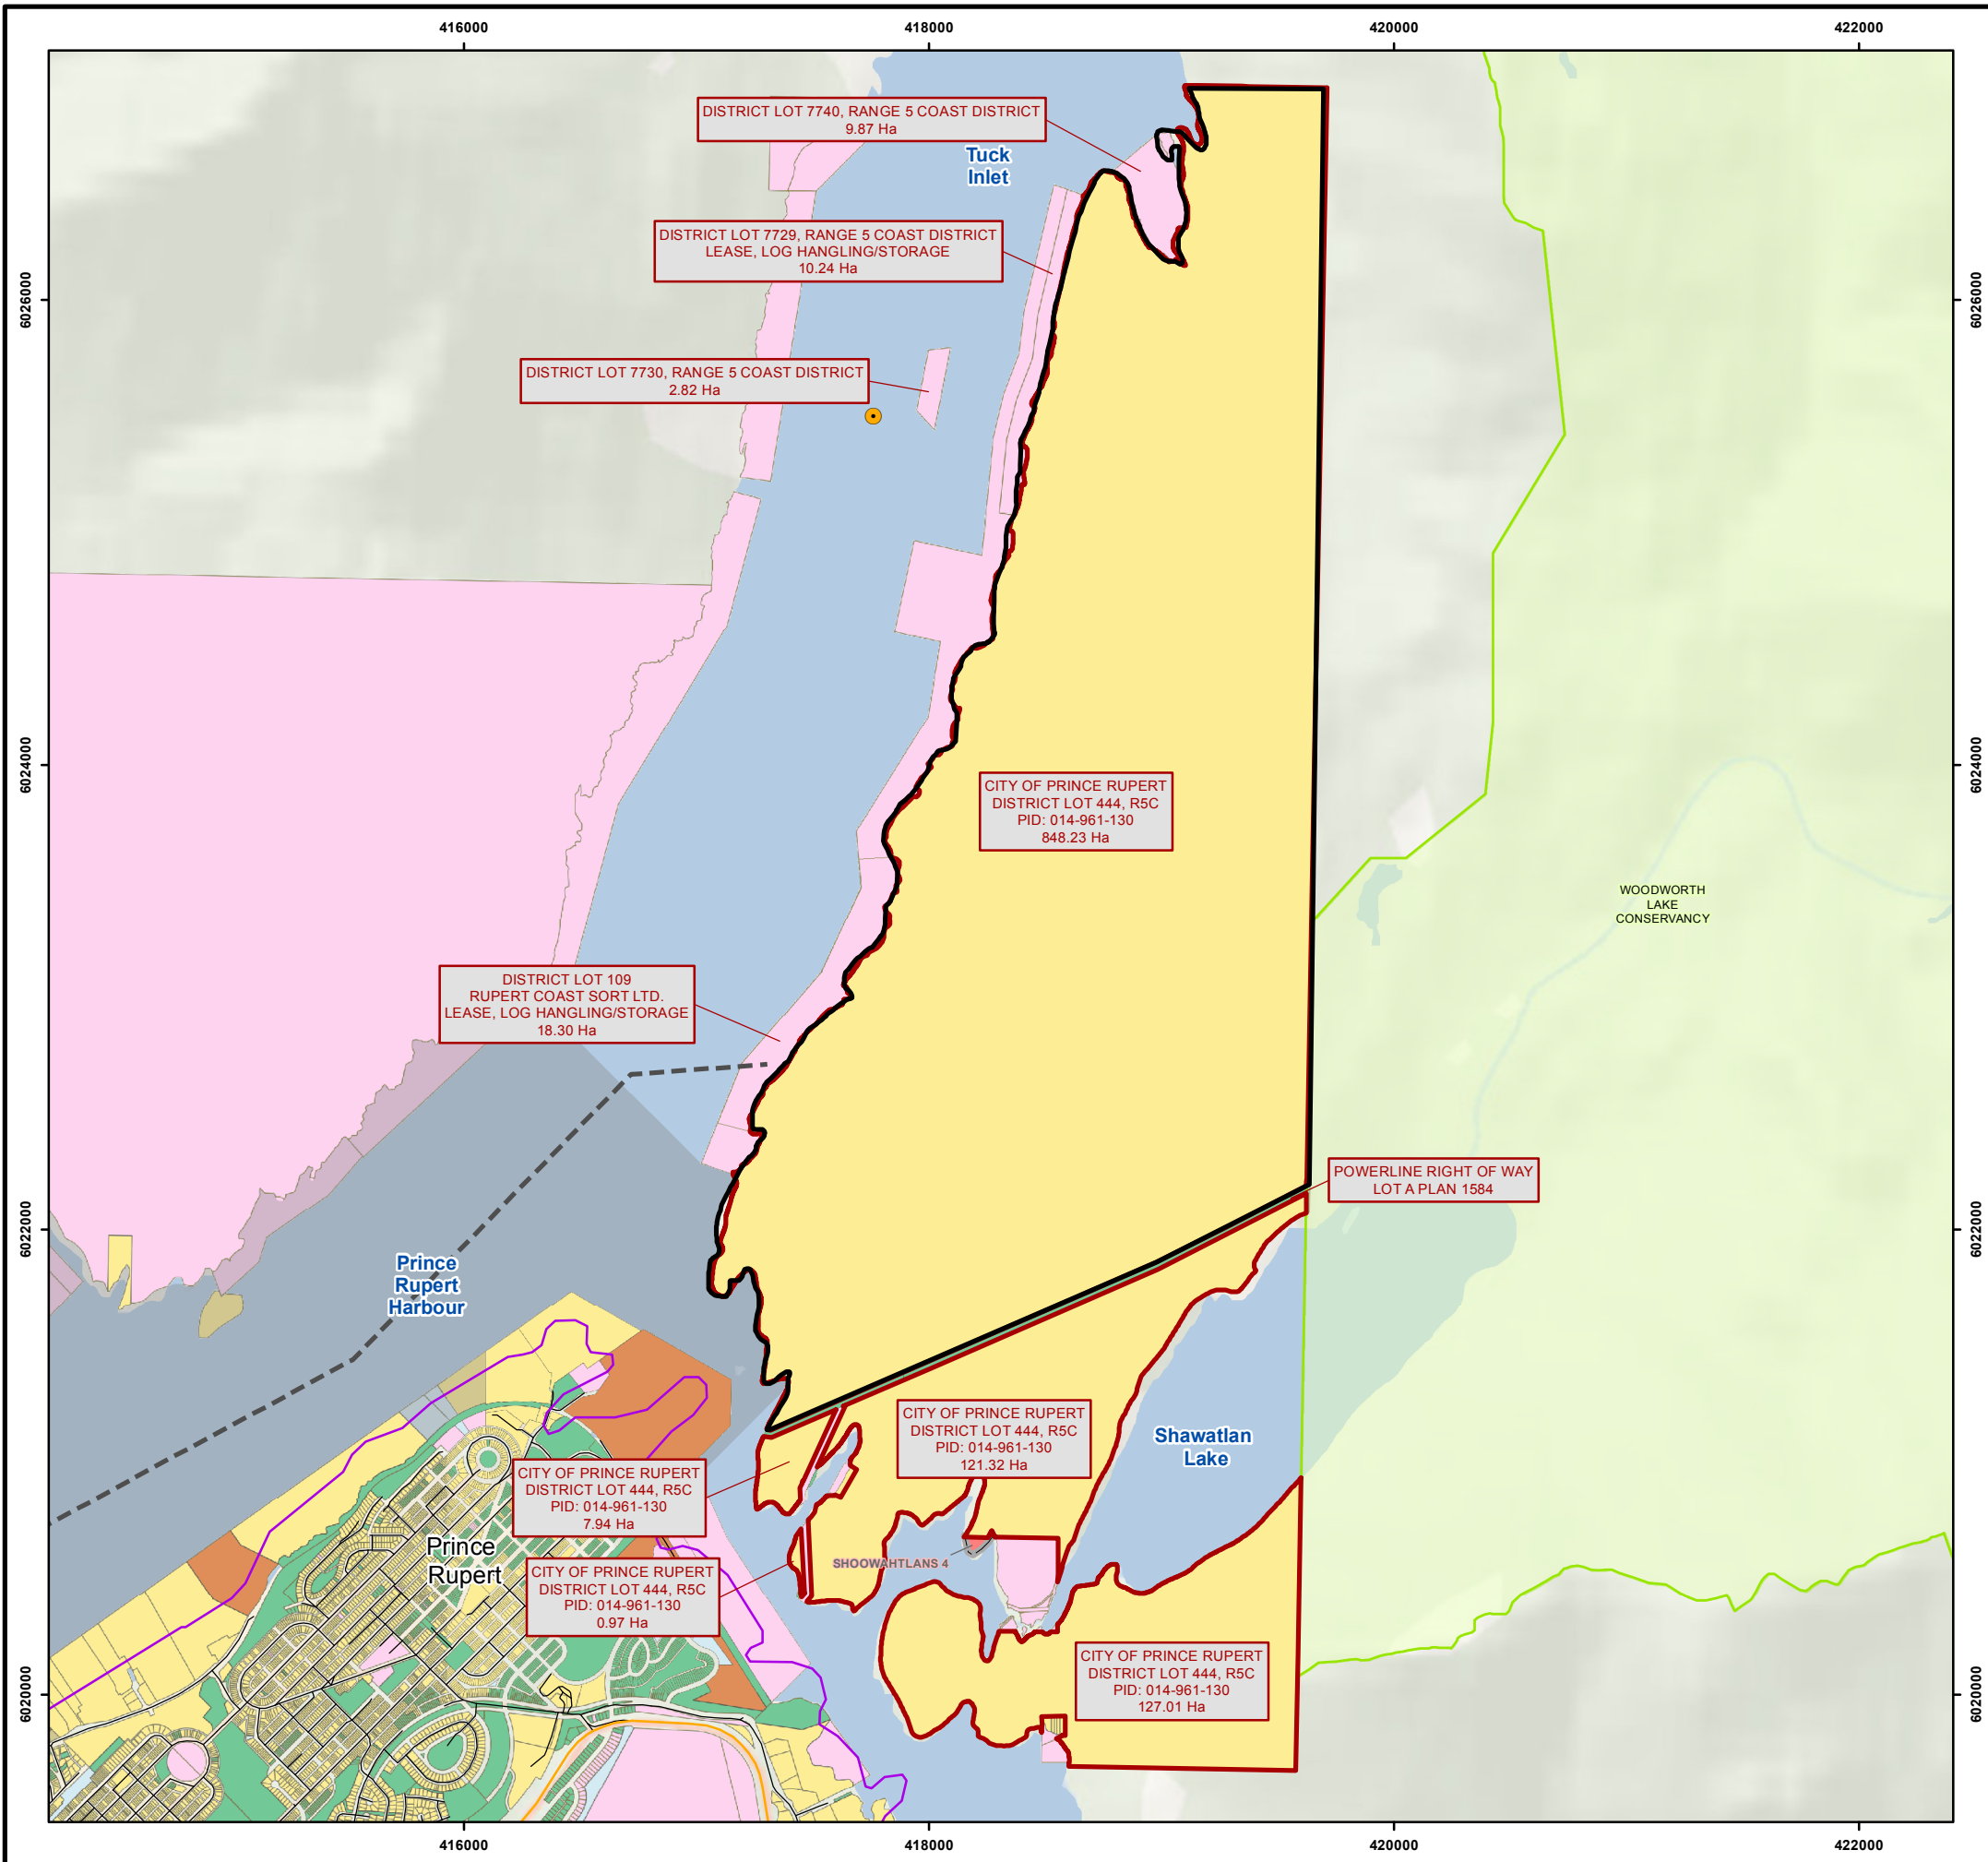 416000
418000
420000
422000
DISTRICT LOT 7740, RANGE 5 COAST DISTRICT
9.87 Ha
Tuck
Inlet
DISTRICT LOT 7729, RANGE 5 COAST DISTRICT
LEASE, LOG HANGLING/STORAGE
10.24 Ha
6026000
6026000
DISTRICT LOT 7730, RANGE 5 COAST DISTRICT
2.82 Ha
6024000
6024000
CITY OF PRINCE RUPERT
DISTRICT LOT 444, R5C
PID: 014-961-130
848.23 Ha
WOODWORTH
LAKE
CONSERVANCY
DISTRICT LOT 109
RUPERT COAST SORT LTD.
LEASE, LOG HANGLING/STORAGE
18.30 Ha
POWERLINE RIGHT OF WAY
LOT A PLAN 1584
6022000
6022000
Prince
Rupert
Harbour
CITY OF PRINCE RUPERT
DISTRICT LOT 444, R5C
PID: 014-961-130
121.32 Ha
Shawatlan
Lake
CITY OF PRINCE RUPERT
DISTRICT LOT 444, R5C
PID: 014-961-130
7.94 Ha
Prince
Rupert
SHOOWAHTLANS 4
CITY OF PRINCE RUPERT
DISTRICT LOT 444, R5C
PID: 014-961-130
0.97 Ha
CITY OF PRINCE RUPERT
DISTRICT LOT 444, R5C
PID: 014-961-130
127.01 Ha
6020000
6020000
416000
418000
420000
422000